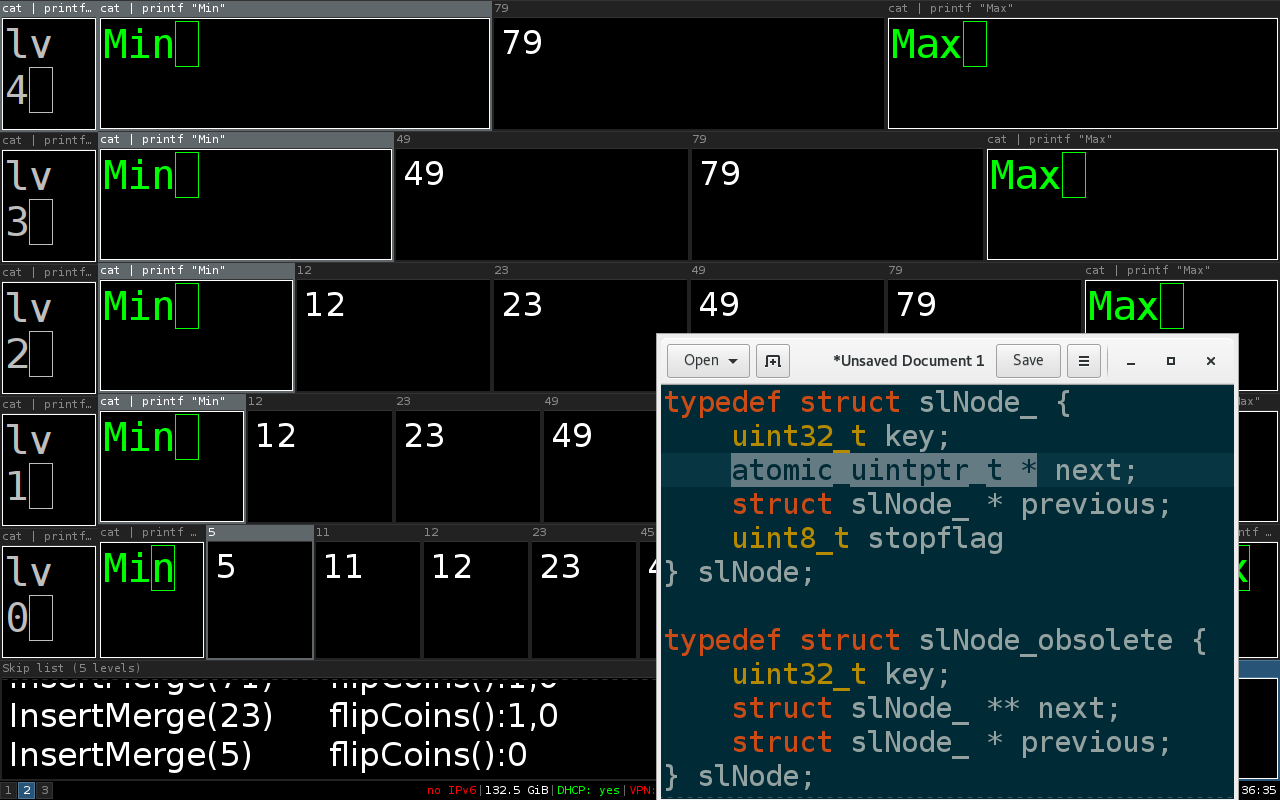 cat | printf… cat | printf "Min" 79 cat | printf "Max"
lv Min 79 Max
4
cat | printf… cat | printf "Min" 49 79 cat | printf "Max"
lv Min 49 79 Max
3
cat | printf… cat | printf "Min" 12 23 49 79 cat | printf "Max"
lv Min 12 23 49 79 Max
2
cat | printf… cat | printf "Min" 12 23 49
lv Min 12 23 49
1
cat | printf… cat | printf … 5 11 12 23 45
lv Min 5 11 12 23
0
Skip list (5 levels)
InsertMerge(71) flipCoins():1,0
InsertMerge(23) flipCoins():1,0
InsertMerge(5) flipCoins():0
1 2 3 no IPv6|132.5 GiB|DHCP: yes|VPN: 36:35
Open *Unsaved Document 1 Save
typedef struct slNode_ {
uint32_t key;
atomic_uintptr_t * next;
struct slNode_ * previous;
uint8_t stopflag
} slNode;
typedef struct slNode_obsolete {
uint32_t key;
struct slNode_ ** next;
struct slNode_ * previous;
} slNode;